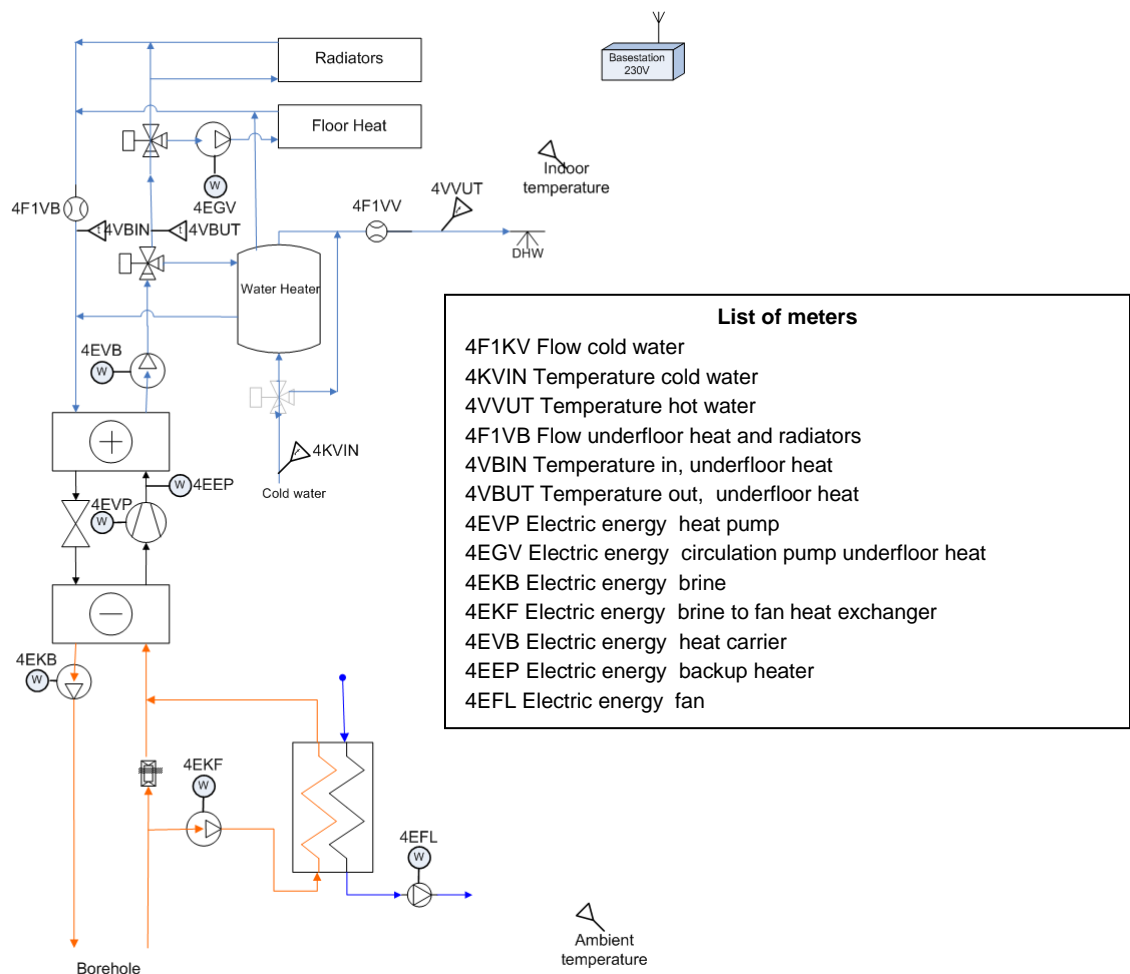 Radiators
Basestation
230V
Floor Heat
W
4EGV
Indoor
temperature
4F1VB
4VBIN
4VBUT
4F1VV
4VVUT
DHW
Water Heater
4EVB
W
List of meters
4F1KV Flow cold water
4KVIN Temperature cold water
4VVUT Temperature hot water
4F1VB Flow underfloor heat and radiators
4VBIN Temperature in, underfloor heat
4VBUT Temperature out, underfloor heat
4EVP Electric energy heat pump
4EGV Electric energy circulation pump underfloor heat
4EKB Electric energy brine
4EKF Electric energy brine to fan heat exchanger
4EVB Electric energy heat carrier
4EEP Electric energy backup heater
4EFL Electric energy fan
4KVIN
Cold water
W 4EEP
4EVP
W
4EKB
W
4EKF
W
4EFL
W
Ambient
temperature
Borehole